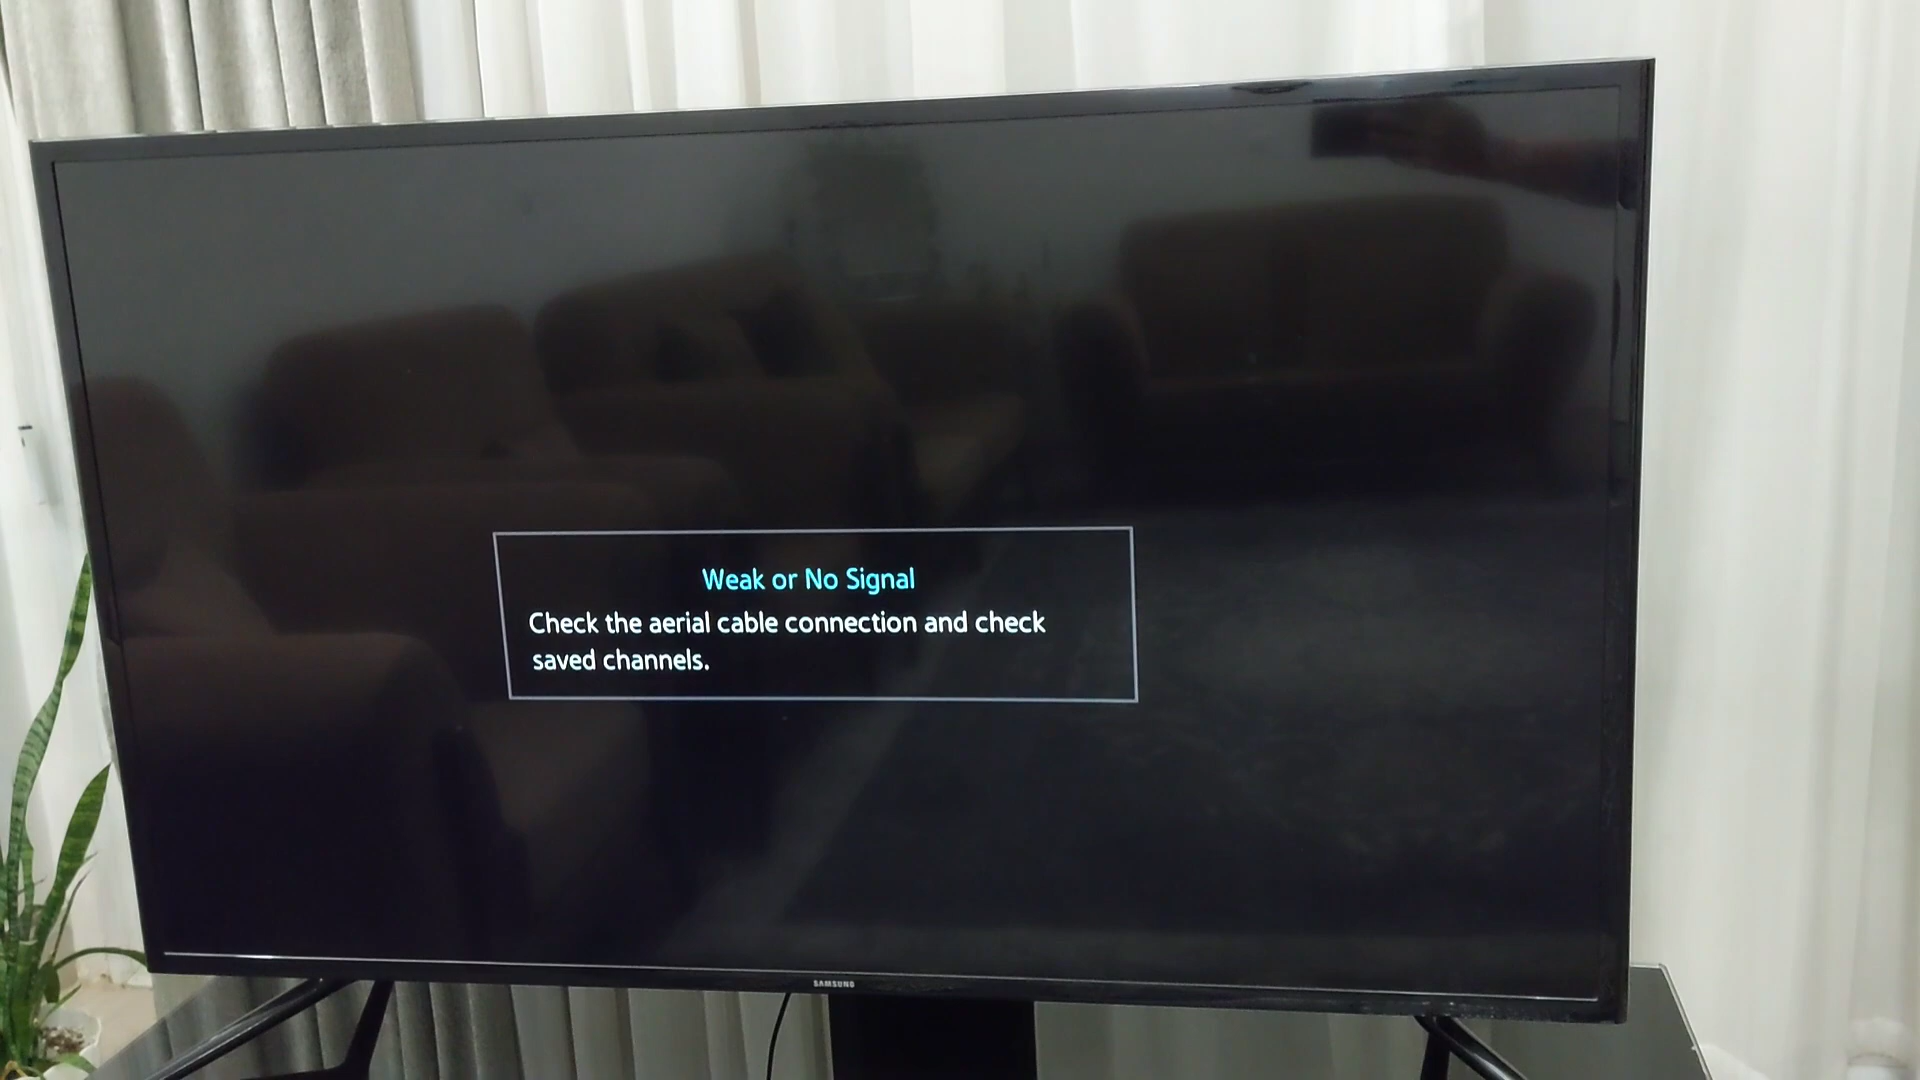 Weak or No Signal
Check the aerial cable connection and check
saved channels.
SAMSUNG